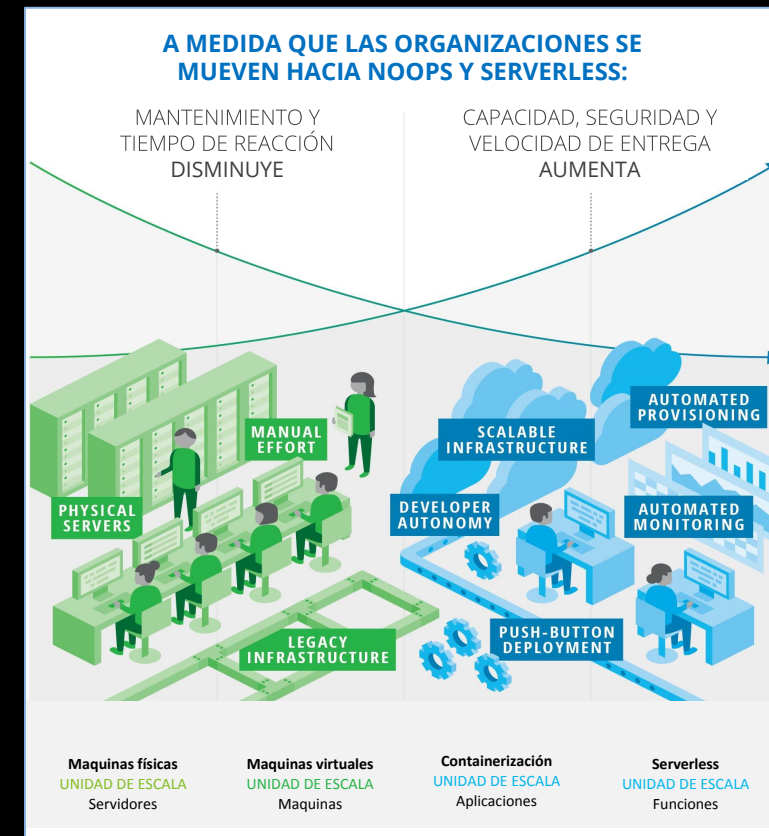 A MEDIDA QUE LAS ORGANIZACIONES SE
MUEVEN HACIA NOOPS Y SERVERLESS:
MANTENIMIENTO Y
TIEMPO DE REACCIÓN
DISMINUYE
CAPACIDAD, SEGURIDAD Y
VELOCIDAD DE ENTREGA
AUMENTA
MANUAL
EFFORT
PHYSICAL
SERVERS
LEGACY
INFRASTRUCTURE
AUTOMATED
PROVISIONING
SCALABLE
INFRASTRUCTURE
DEVELOPER
AUTONOMY
AUTOMATED
MONITORING
PUSH-BUTTON
DEPLOYMENT
Maquinas físicas
UNIDAD DE ESCALA
Servidores
Maquinas virtuales
UNIDAD DE ESCALA
Maquinas
Containerización
UNIDAD DE ESCALA
Aplicaciones
Serverless
UNIDAD DE ESCALA
Funciones